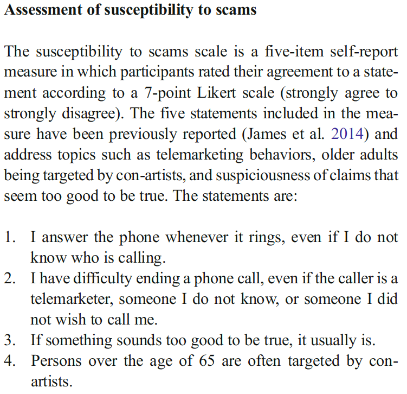 Assessment of susceptibility to scams
The susceptibility to scams scale is a five-item self-report
measure in which participants rated their agreement to a state-
ment according to a 7-point Likert scale (strongly agree to
strongly disagree). The five statements included in the mea-
sure have been previously reported (James et al. 2014) and
address topics such as telemarketing behaviors, older adults
being targeted by con-artists, and suspiciousness of claims that
seem too good to be true. The statements are:
1. I answer the phone whenever it rings, even if I do not
know who is calling.
2. I have difficulty ending a phone call, even if the caller is a
telemarketer, someone I do not know, or someone I did
not wish to call me.
3. If something sounds too good to be true, it usually is.
4. Persons over the age of 65 are often targeted by con-
artists.